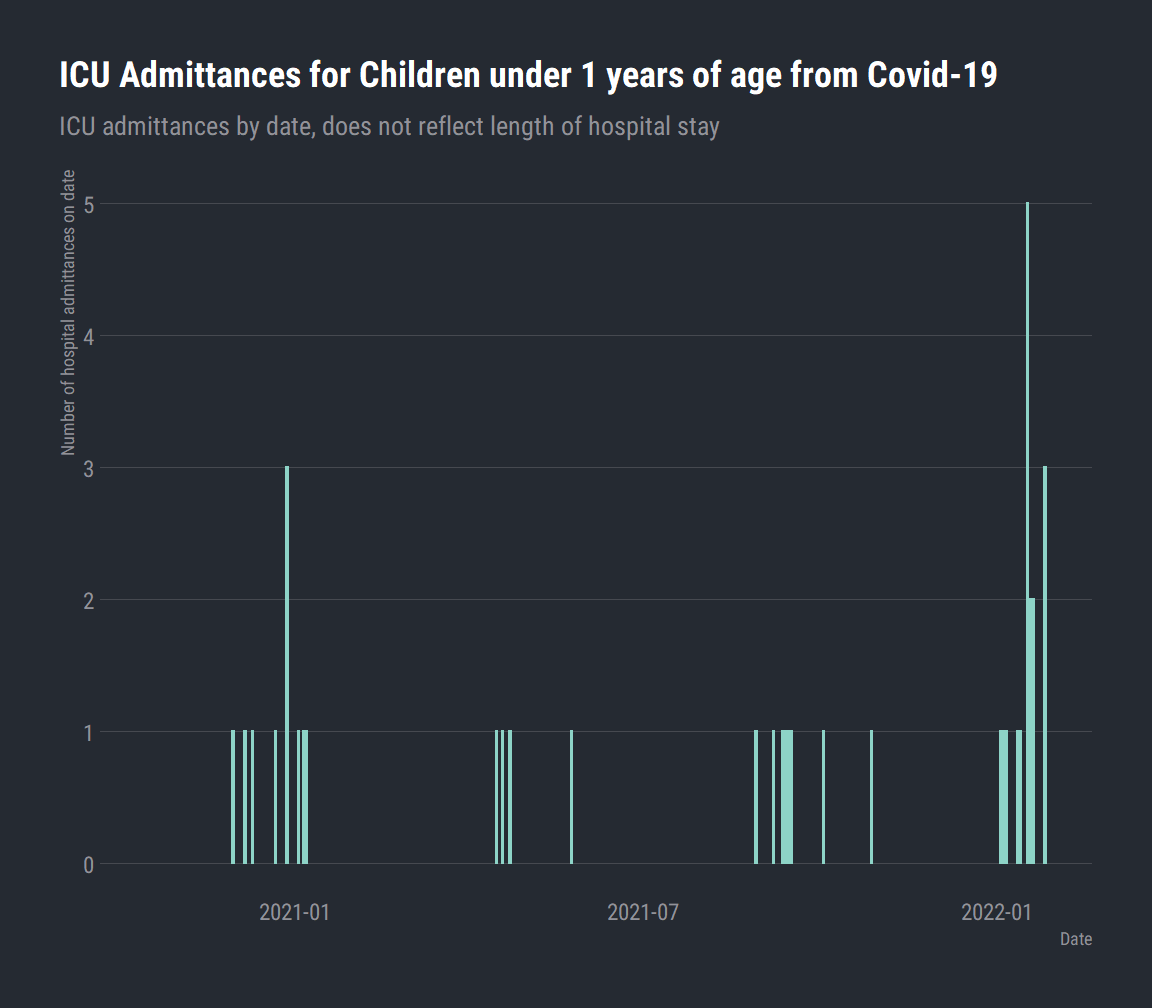 ICU Admittances for Children under 1 years of age from Covid-19
ICU admittances by date, does not reflect length of hospital stay
Number of hospital admittances on date
5
4
3
2
1
0
2021-01 2021-07 2022-01
Date